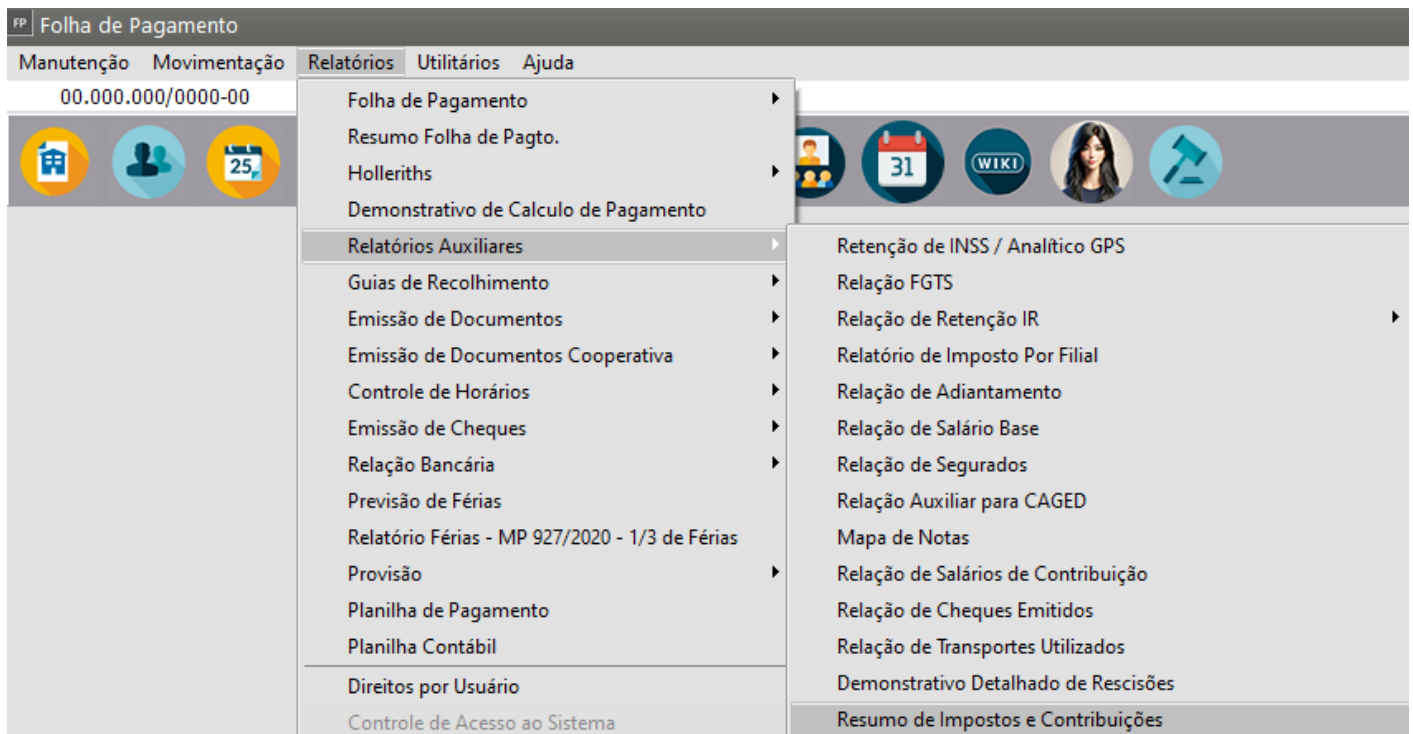 FP Folha de Pagamento
Manutenção Movimentação Relatórios Utilitários Ajuda
00.000.000/0000-00
25
31
WIKI
Folha de Pagamento
Resumo Folha de Pagto.
Holleriths
Demonstrativo de Calculo de Pagamento
Relatórios Auxiliares
Guias de Recolhimento
Emissão de Documentos
Emissão de Documentos Cooperativa
Controle de Horários
Emissão de Cheques
Relação Bancária
Previsão de Férias
Relatório Férias - MP 927/2020 - 1/3 de Férias
Provisão
Planilha de Pagamento
Planilha Contábil
Direitos por Usuário
Controle de Acesso ao Sistema
Retenção de INSS / Analítico GPS
Relação FGTS
Relação de Retenção IR
Relatório de Imposto Por Filial
Relação de Adiantamento
Relação de Salário Base
Relação de Segurados
Relação Auxiliar para CAGED
Mapa de Notas
Relação de Salários de Contribuição
Relação de Cheques Emitidos
Relação de Transportes Utilizados
Demonstrativo Detalhado de Rescisões
Resumo de Impostos e Contribuições